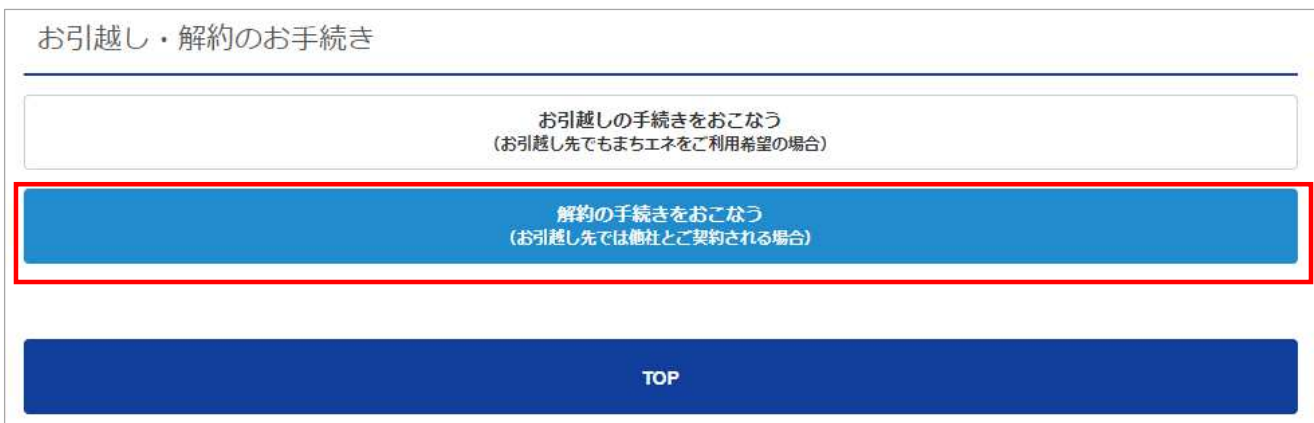 お引越し・解約のお手続き
お引越しの手続きをおこなう
（お引越し先でもまちエネをご利用希望の場合）
解約の手続きをおこなう
（お引越し先では他社とご契約される場合）
TOP